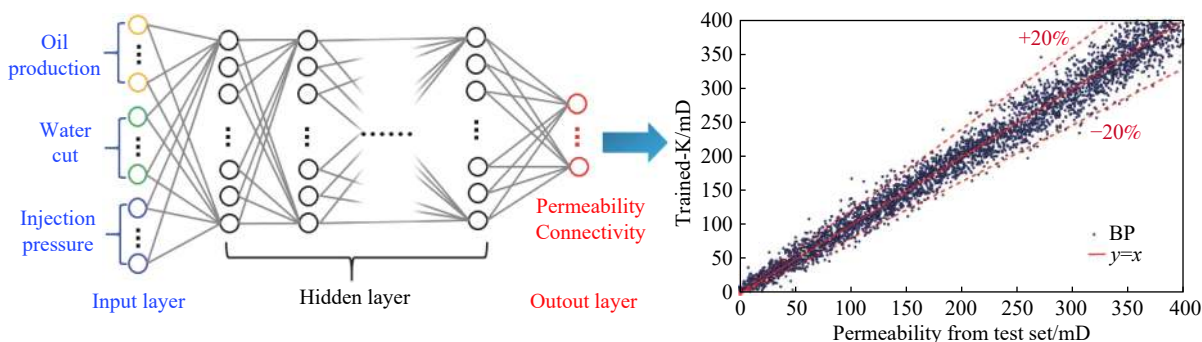 Oil
production
Water
cut
Injection
pressure
Input layer
Hidden layer
Permeability
Connectivity
Outout layer
Trained-K/mD
400
350
300
250
200
150
100
50
0
+20%
−20%
BP
y=x
0 50 100 150 200 250 300 350 400
Permeability from test set/mD